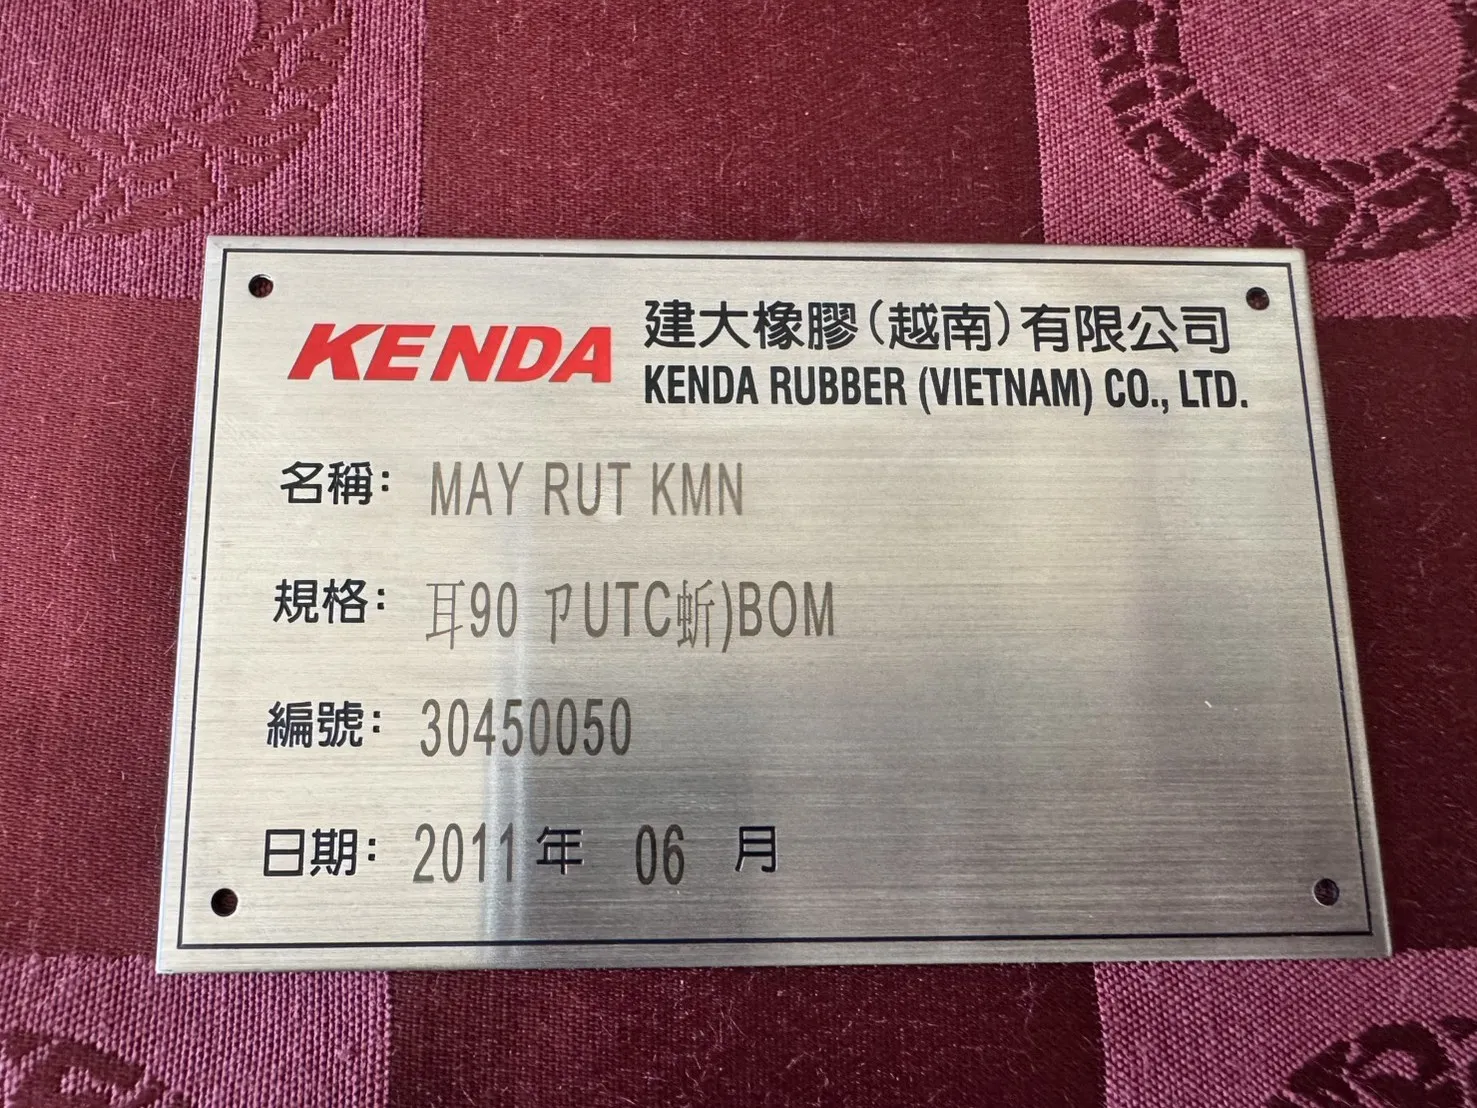 KENDA
建大橡膠(越南)有限公司
KENDA RUBBER (VIETNAM) CO., LTD.
名稱: MAY RUT KMN
規格: 耳90 ㄗUTC蚚)BOM
編號: 30450050
日期: 2011 年 06 月